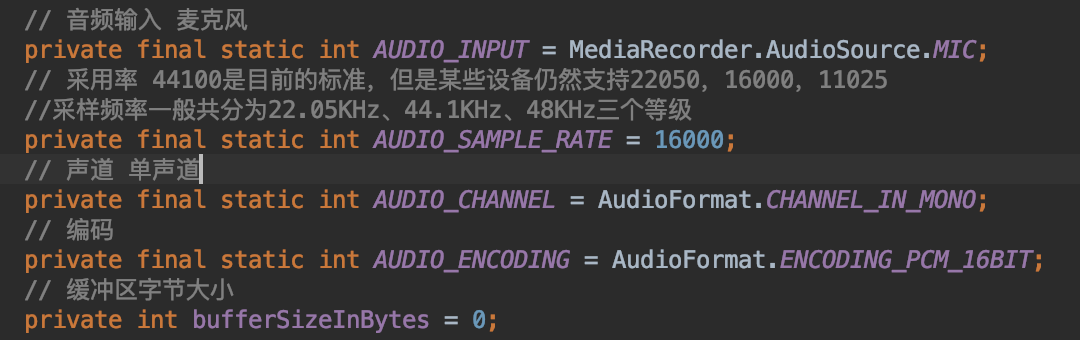 // 音频输入 麦克风
private final static int AUDIO_INPUT = MediaRecorder.AudioSource.MIC;
// 采用率 44100是目前的标准，但是某些设备仍然支持22050，16000，11025
//采样频率一般共分为22.05KHz、44.1KHz、48KHz三个等级
private final static int AUDIO_SAMPLE_RATE = 16000;
// 声道 单声道
private final static int AUDIO_CHANNEL = AudioFormat.CHANNEL_IN_MONO;
// 编码
private final static int AUDIO_ENCODING = AudioFormat.ENCODING_PCM_16BIT;
// 缓冲区字节大小
private int bufferSizeInBytes = 0;